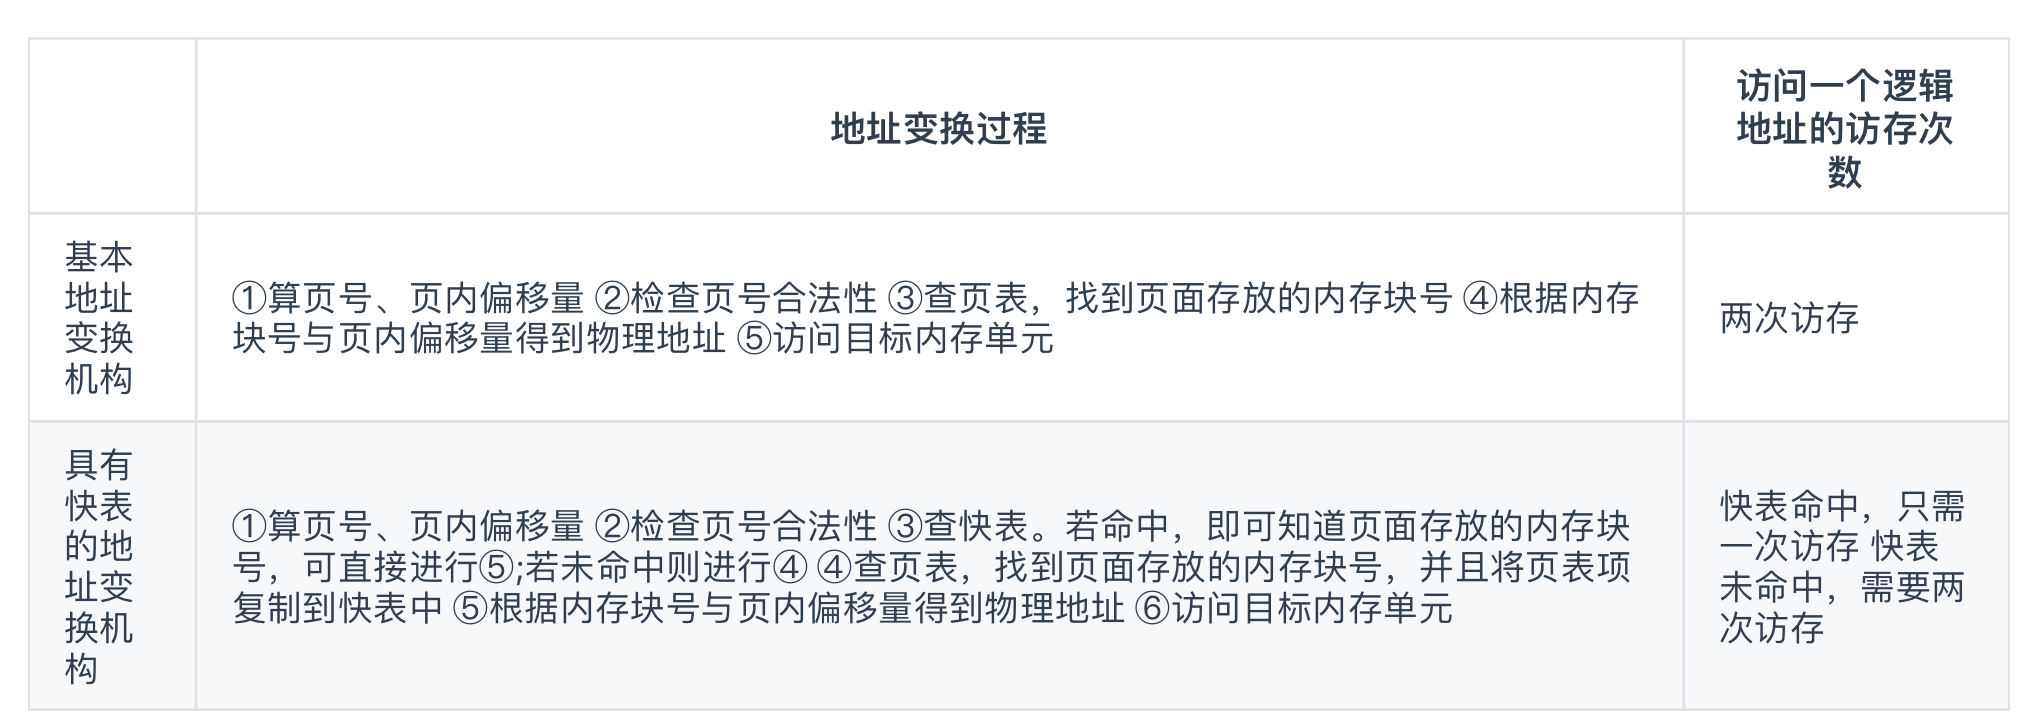 地址变换过程
访问一个逻辑
地址的访存次
数
基本
地址
变换
机构
①算页号、页内偏移量 ②检查页号合法性 ③查页表，找到页面存放的内存块号 ④根据内存
块号与页内偏移量得到物理地址 ⑤访问目标内存单元
两次访存
具有
快表
的地
址变
换机
构
①算页号、页内偏移量 ②检查页号合法性 ③查快表。若命中，即可知道页面存放的内存块
号，可直接进行⑤;若未命中则进行④ ④查页表，找到页面存放的内存块号，并且将页表项
复制到快表中 ⑤根据内存块号与页内偏移量得到物理地址 ⑥访问目标内存单元
快表命中，只需
一次访存 快表
未命中，需要两
次访存